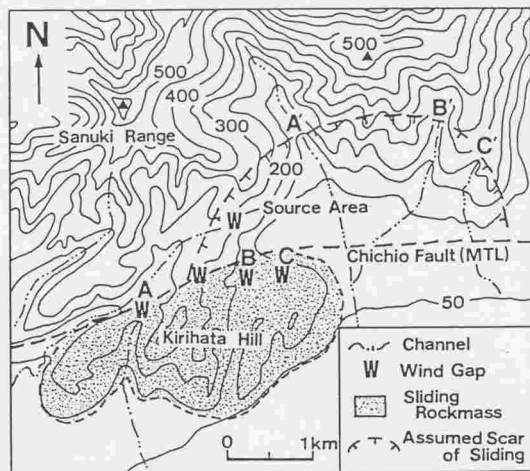 N
500
500
400
300
200
Sanuki Range
A'
B'
C'
W
Source Area
Chichio Fault (MTL)
A
W
W
B
W
C
W
50
Kirihata Hill
0 1km
Channel
W Wind Gap
Sliding
Rockmass
Assumed Scar
of Sliding